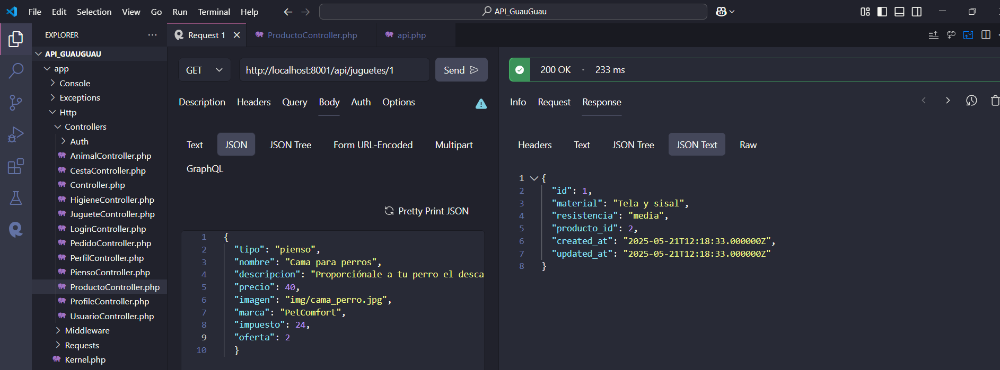 File Edit Selection View Go Run Terminal Help
API_GuauGuau
EXPLORER
Request 1
ProductoController.php
api.php
API_GUAUGUAU
app
Console
Exceptions
Http
Controllers
Auth
AnimalController.php
CestaController.php
Controller.php
HigieneController.php
JugueteController.php
LoginController.php
PedidoController.php
PerfilController.php
PiensoController.php
ProductoController.php
ProfileController.php
UsuarioController.php
Middleware
Requests
Kernel.php
GET http://localhost:8001/api/juguetes/1 Send
Description Headers Query Body Auth Options
Text JSON JSON Tree Form URL-Encoded Multipart
GraphQL
Pretty Print JSON
1 {
2 "tipo": "pienso",
3 "nombre": "Cama para perros",
4 "descripcion": "Proporciónale a tu perro el desca
5 "precio": 40,
6 "imagen": "img/cama_perro.jpg",
7 "marca": "PetComfort",
8 "impuesto": 24,
9 "oferta": 2
10 }
200 OK · 233 ms
Info Request Response
Headers Text JSON Tree JSON Text Raw
1 {
2 "id": 1,
3 "material": "Tela y sisal",
4 "resistencia": "media",
5 "producto_id": 2,
6 "created_at": "2025-05-21T12:18:33.000000Z",
7 "updated_at": "2025-05-21T12:18:33.000000Z"
8 }